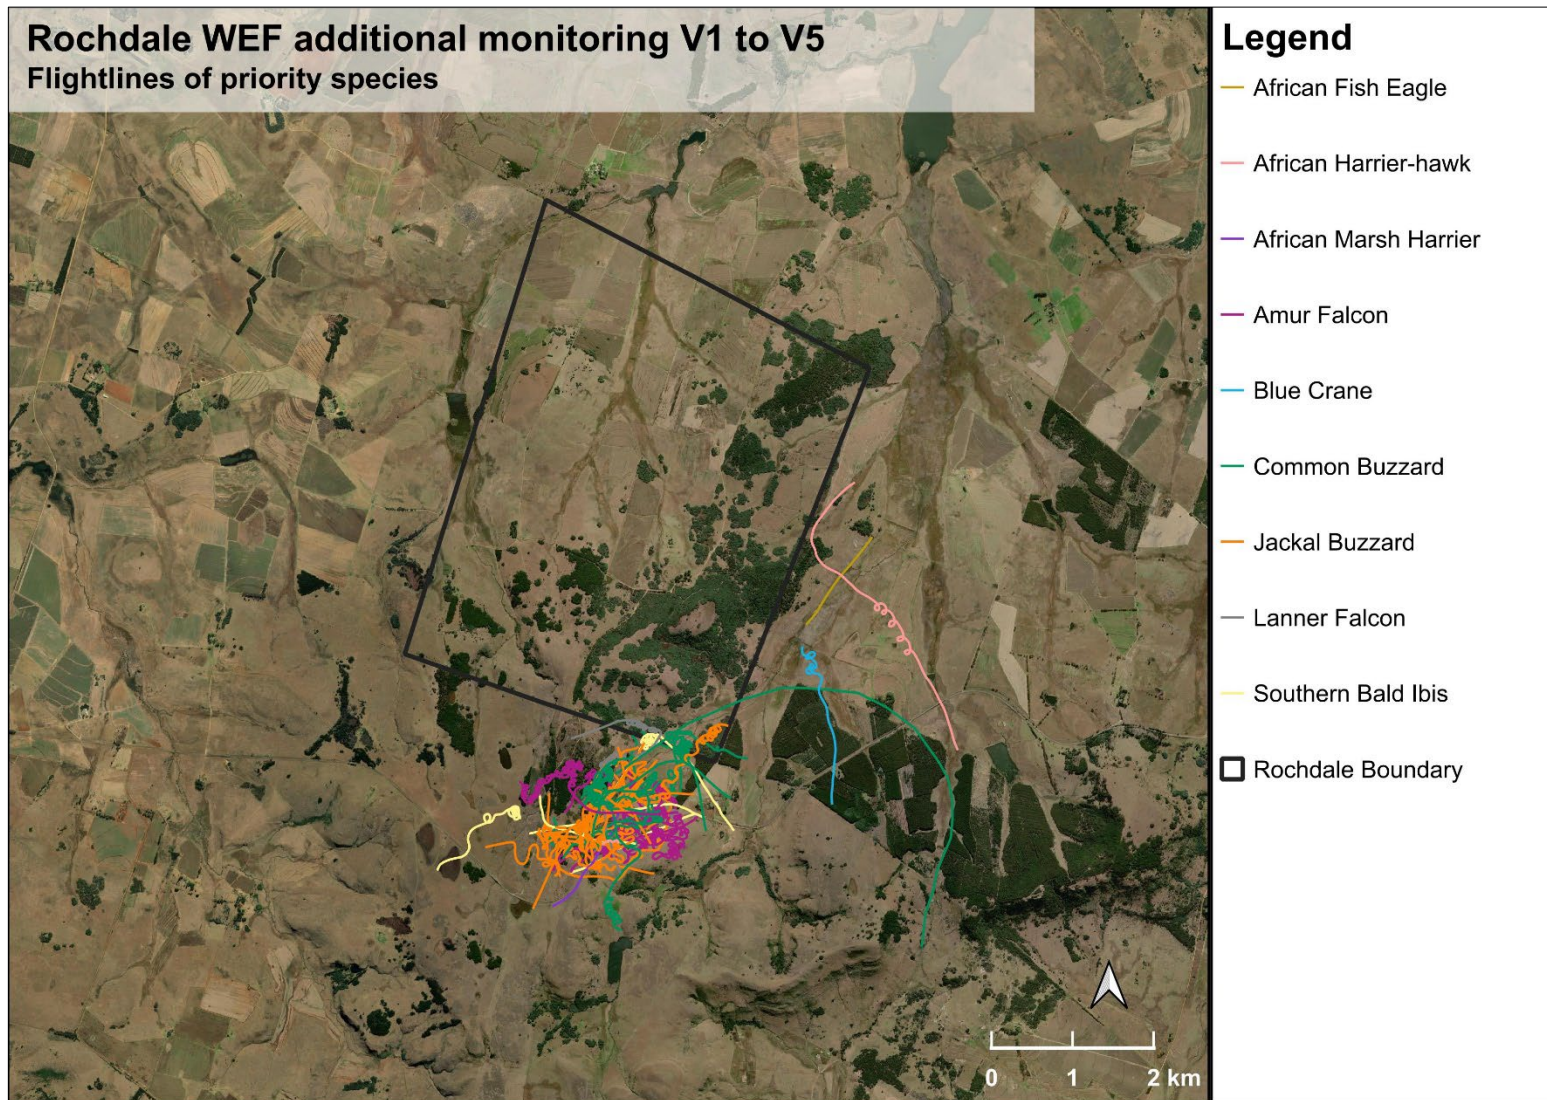 Rochdale WEF additional monitoring V1 to V5
Flightlines of priority species
Legend
African Fish Eagle
African Harrier-hawk
African Marsh Harrier
Amur Falcon
Blue Crane
Common Buzzard
Jackal Buzzard
Lanner Falcon
Southern Bald Ibis
Rochdale Boundary
0 1 2 km